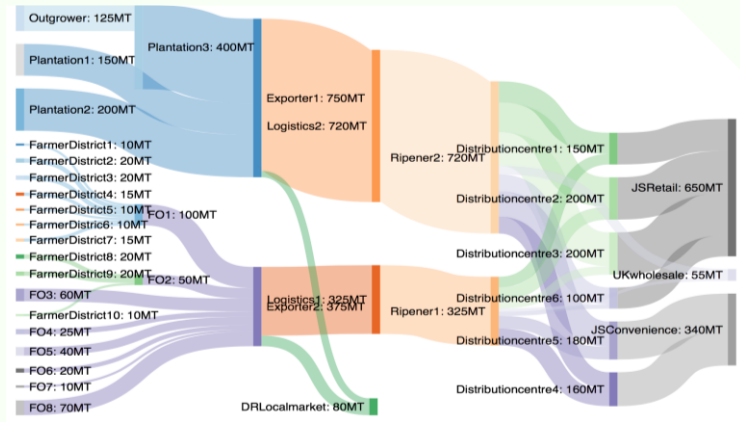 Outgrower: 125MT
Plantation3: 400MT
Plantation1: 150MT
Plantation2: 200MT
Exporter1: 750MT
Logistics2: 720MT
Ripener2: 720MT
Distributioncentre1: 150MT
JSRetail: 650MT
Distributioncentre2: 200MT
Distributioncentre3: 200MT
UKwholesale: 55MT
Distributioncentre6: 100MT
JSConvenience: 340MT
Distributioncentre5: 180MT
Distributioncentre4: 160MT
FarmerDistrict1: 10MT
FarmerDistrict2: 20MT
FarmerDistrict3: 20MT
FarmerDistrict4: 15MT
FarmerDistrict5: 10MT
FO1: 100MT
FarmerDistric6: 10MT
FarmerDistrict7: 15MT
FarmerDistrict8: 20MT
FarmerDistrict9: 20MT
FO2: 50MT
FO3: 60MT
Logistics1: 325MT
Exporter2: 375MT
Ripener1: 325MT
FarmerDistrict10: 10MT
FO4: 25MT
FO5: 40MT
FO6: 20MT
FO7: 10MT
FO8: 70MT
DRLocalmarket: 80MT